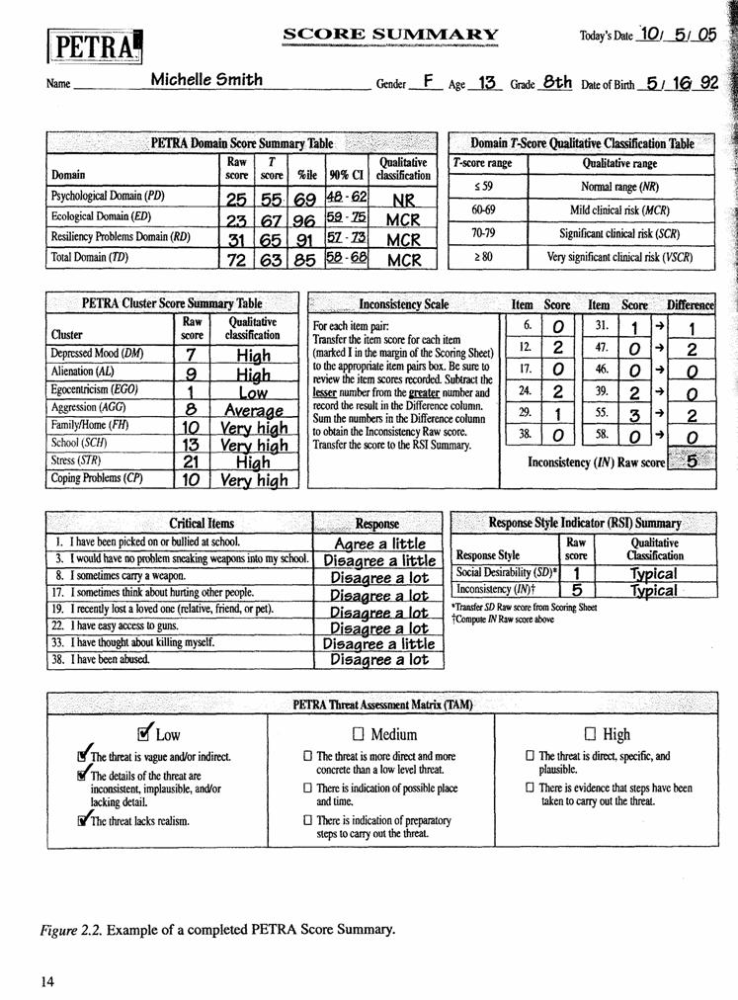 PETRA
SCORE SUMMARY
Today's Date 10/ 5/ 05
Name Michelle Smith Gender F Age 13 Grade 8th Date of Birth 5/ 16/ 92
PETRA Domain Score Summary Table
Domain Raw score T score %ile 90% CI Qualitative classification
Psychological Domain (PD) 25 55 69 48 - 62 NR
Ecological Domain (ED) 23 67 96 59 - 75 MCR
Resiliency Problems Domain (RD) 31 65 91 57 - 73 MCR
Total Domain (TD) 72 63 85 58 - 68 MCR
Domain T-Score Qualitative Classification Table
T-score range Qualitative range
≤ 59 Normal range (NR)
60-69 Mild clinical risk (MCR)
70-79 Significant clinical risk (SCR)
≥ 80 Very significant clinical risk (VSCR)
PETRA Cluster Score Summary Table
Cluster Raw score Qualitative classification
Depressed Mood (DM) 7 High
Alienation (AL) 9 High
Egocentricism (EGO) 1 Low
Aggression (AGG) 8 Average
Family/Home (FH) 10 Very high
School (SCH) 13 Very high
Stress (STR) 21 High
Coping Problems (CP) 10 Very high
Inconsistency Scale Item Score Item Score Difference
For each item pair:
Transfer the item score for each item
(marked I in the margin of the Scoring Sheet)
to the appropriate item pairs box. Be sure to
review the item scores recorded. Subtract the
lesser number from the greater number and
record the result in the Difference column.
Sum the numbers in the Difference column
to obtain the Inconsistency Raw score.
Transfer the score to the RSI Summary.
6. 0 31. 1 → 1
12. 2 47. 0 → 2
17. 0 46. 0 → 0
24. 2 39. 2 → 0
29. 1 55. 3 → 2
38. 0 58. 0 → 0
Inconsistency (IN) Raw score 5
Critical Items Response
1. I have been picked on or bullied at school. Agree a little
3. I would have no problem sneaking weapons into my school. Disagree a little
8. I sometimes carry a weapon. Disagree a lot
17. I sometimes think about hurting other people. Disagree a lot
19. I recently lost a loved one (relative, friend, or pet). Disagree a lot
22. I have easy access to guns. Disagree a lot
33. I have thought about killing myself. Disagree a little
38. I have been abused. Disagree a lot
Response Style Indicator (RSI) Summary
Response Style Raw score Qualitative Classification
Social Desirability (SD)* 1 Typical
Inconsistency (IN)† 5 Typical
*Transfer SD Raw score from Scoring Sheet
†Compute IN Raw score above
PETRA Threat Assessment Matrix (TAM)
☑ Low
☑ The threat is vague and/or indirect.
☑ The details of the threat are
inconsistent, implausible, and/or
lacking detail.
☑ The threat lacks realism.
☐ Medium
☐ The threat is more direct and more
concrete than a low level threat.
☐ There is indication of possible place
and time.
☐ There is indication of preparatory
steps to carry out the threat.
☐ High
☐ The threat is direct, specific, and
plausible.
☐ There is evidence that steps have been
taken to carry out the threat.
Figure 2.2. Example of a completed PETRA Score Summary.
14